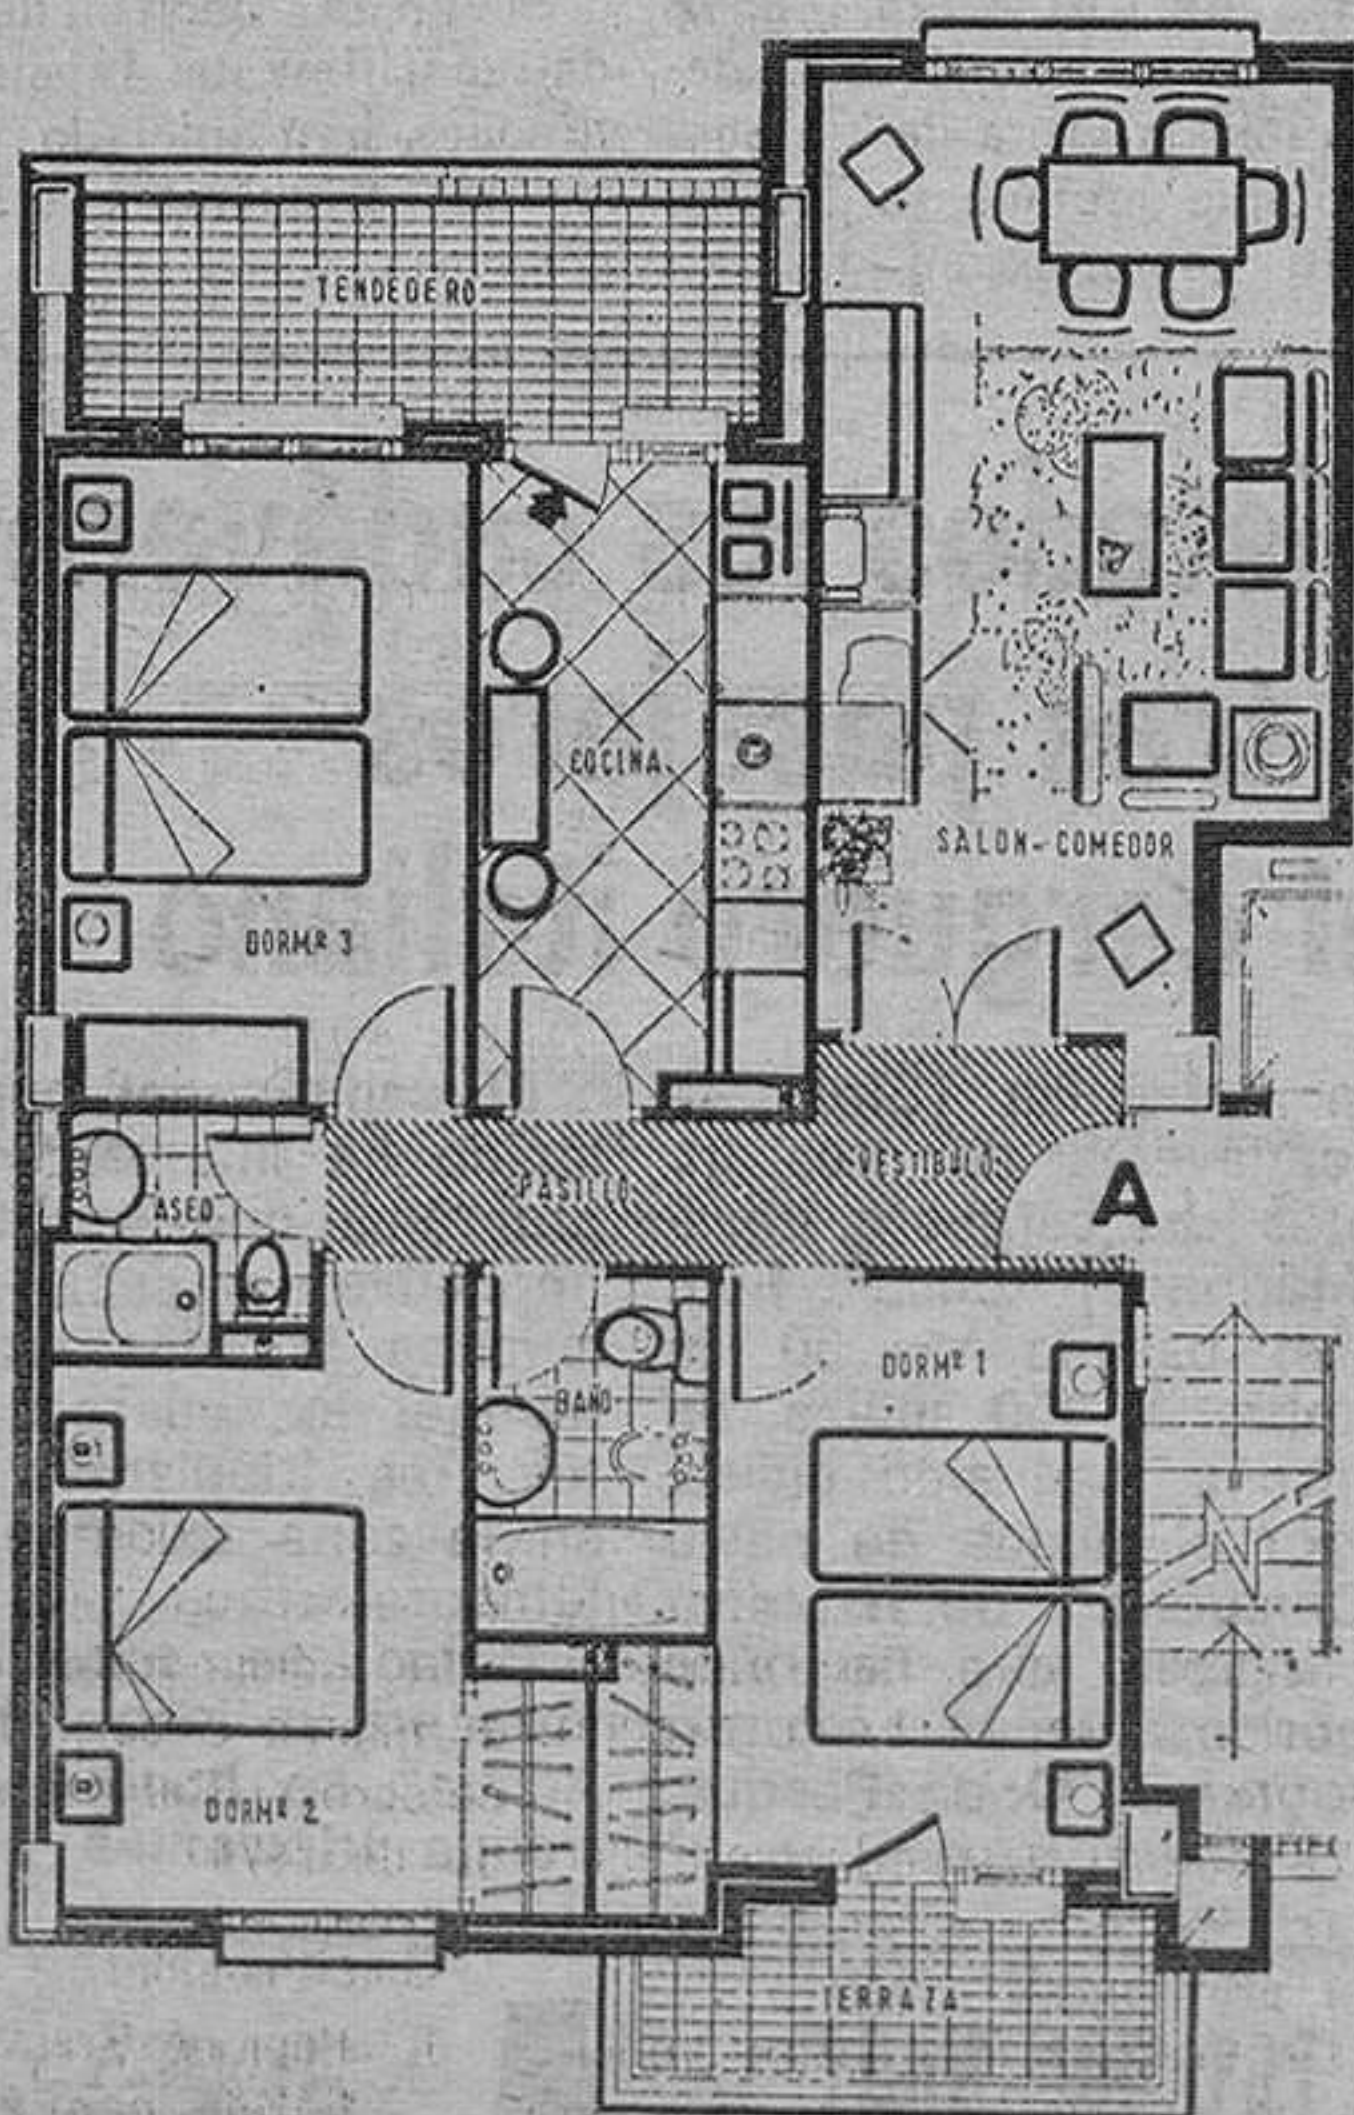 TENDEDERO
COCINA
SALON-COMEDOR
DORMº 3
PASILLO
VESTIBULO
A
ASEO
DORMº 1
BAÑO
DORMº 2
TERRAZA